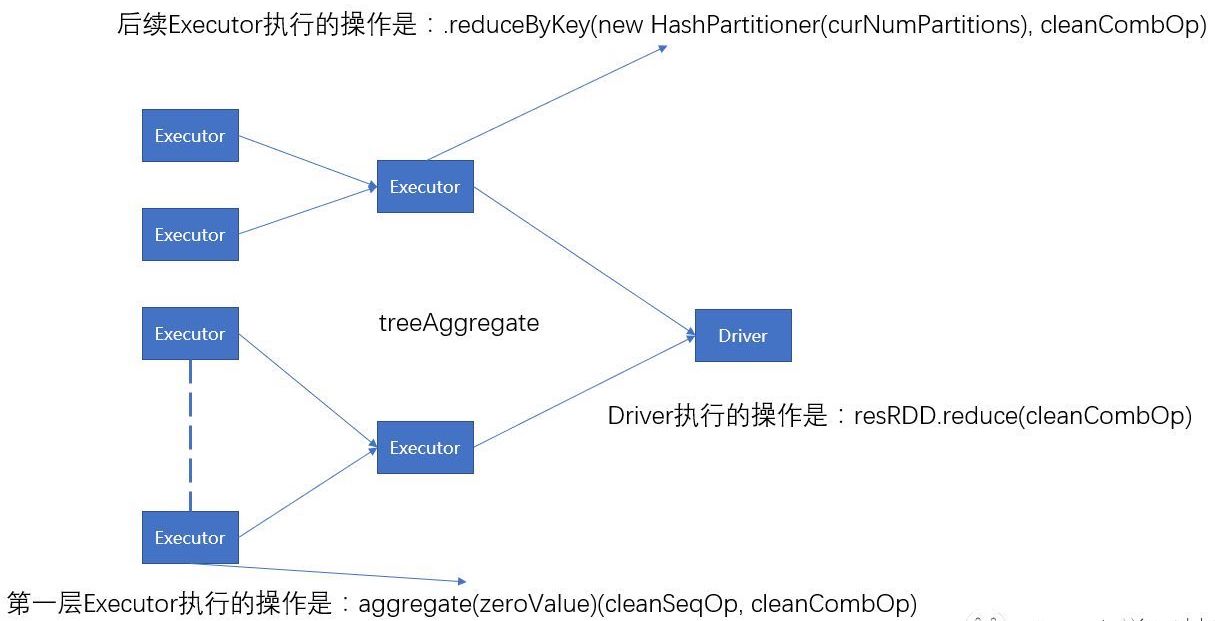 后续Executor执行的操作是：.reduceByKey(new HashPartitioner(curNumPartitions), cleanCombOp)
Executor
Executor
Executor
Executor
treeAggregate
Driver
Driver执行的操作是：resRDD.reduce(cleanCombOp)
Executor
Executor
第一层Executor执行的操作是：aggregate(zeroValue)(cleanSeqOp, cleanCombOp)